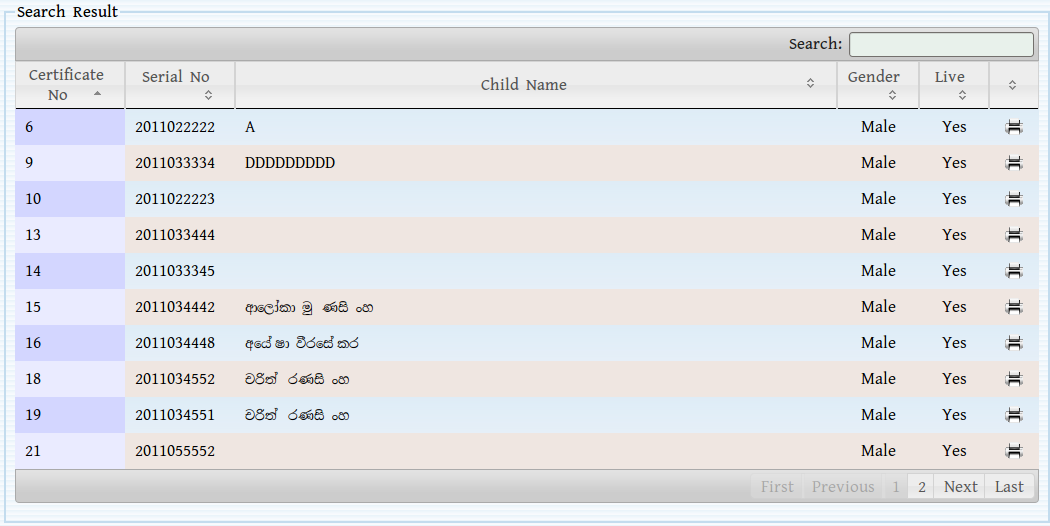 Search Result
Search:
Certificate No Serial No Child Name Gender Live
6 2011022222 A Male Yes
9 2011033334 DDDDDDDDD Male Yes
10 2011022223 Male Yes
13 2011033444 Male Yes
14 2011033345 Male Yes
15 2011034442 ආලෝකා මු ණසි ංහ Male Yes
16 2011034448 අයේෂා වීරසේකර Male Yes
18 2011034552 චරිත් රණසි ංහ Male Yes
19 2011034551 චරිත් රණසි ංහ Male Yes
21 2011055552 Male Yes
First Previous 1 2 Next Last